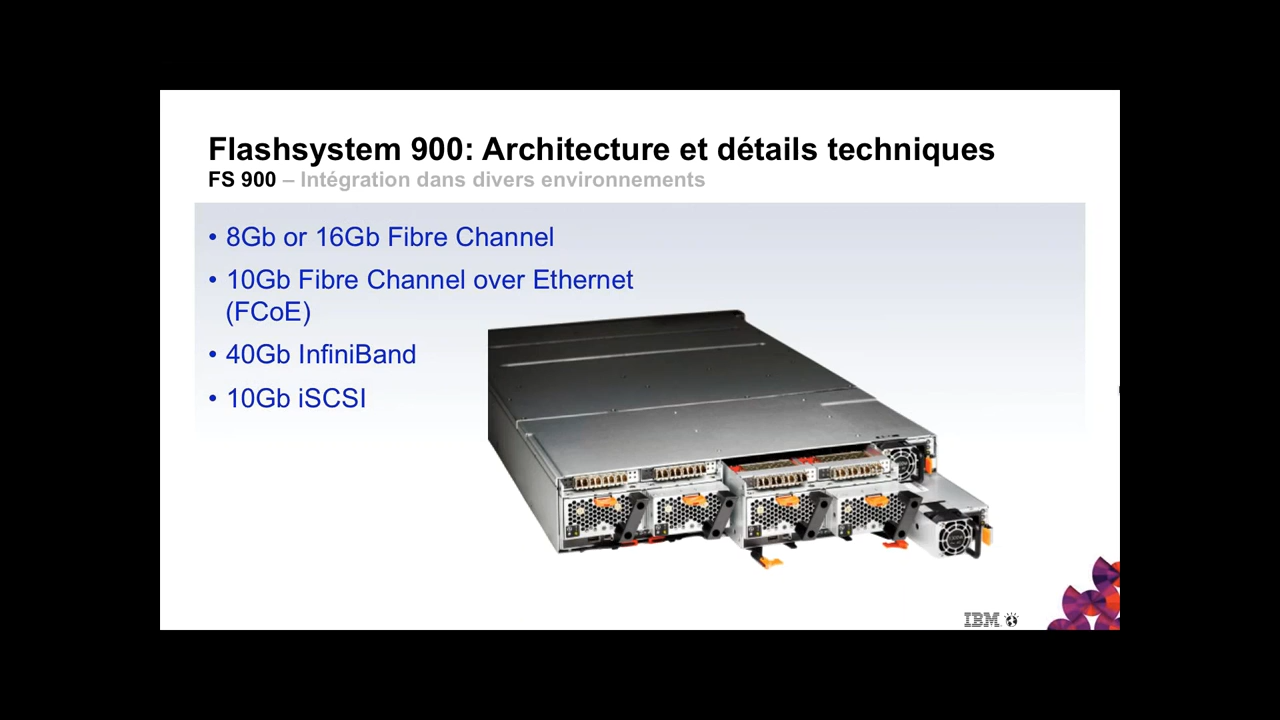 Flashsystem 900: Architecture et détails techniques
FS 900 – Intégration dans divers environnements
• 8Gb or 16Gb Fibre Channel
• 10Gb Fibre Channel over Ethernet
(FCoE)
• 40Gb InfiniBand
• 10Gb iSCSI
IBM